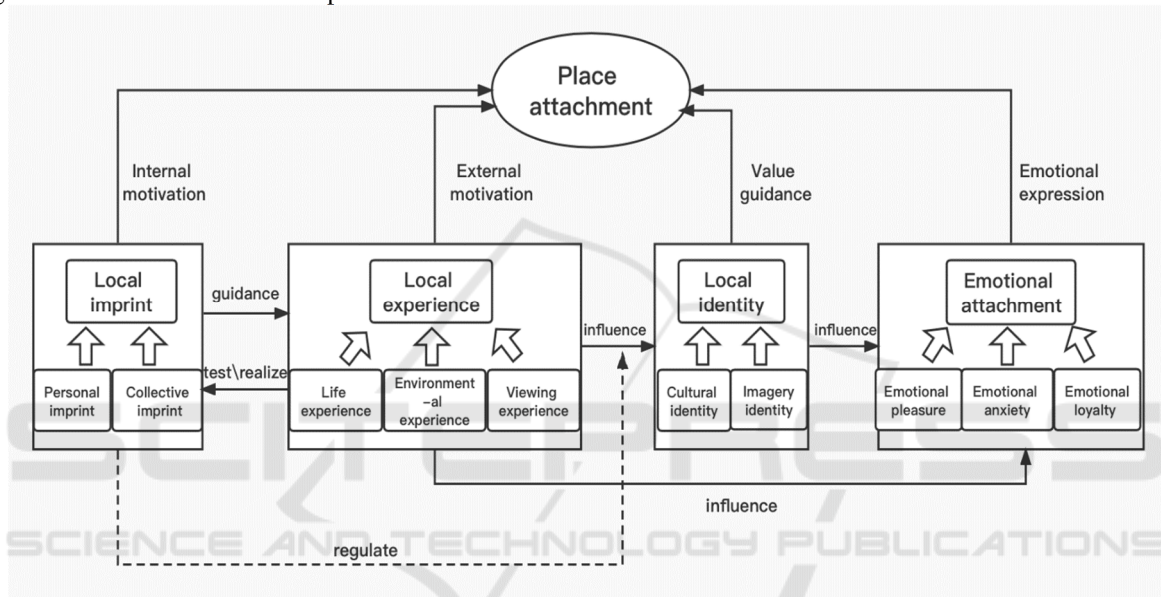 Place
attachment
Internal
motivation
External
motivation
Value
guidance
Emotional
expression
Local
imprint
guidance
Local
experience
influence
Local
identity
influence
Emotional
attachment
test\realize
Personal
imprint
Collective
imprint
Life
experience
Environment
-al
experience
Viewing
experience
Cultural
identity
Imagery
identity
Emotional
pleasure
Emotional
anxiety
Emotional
loyalty
influence
regulate
SCITEPRESS
SCIENCE AND TECHNOLOGY PUBLICATIONS